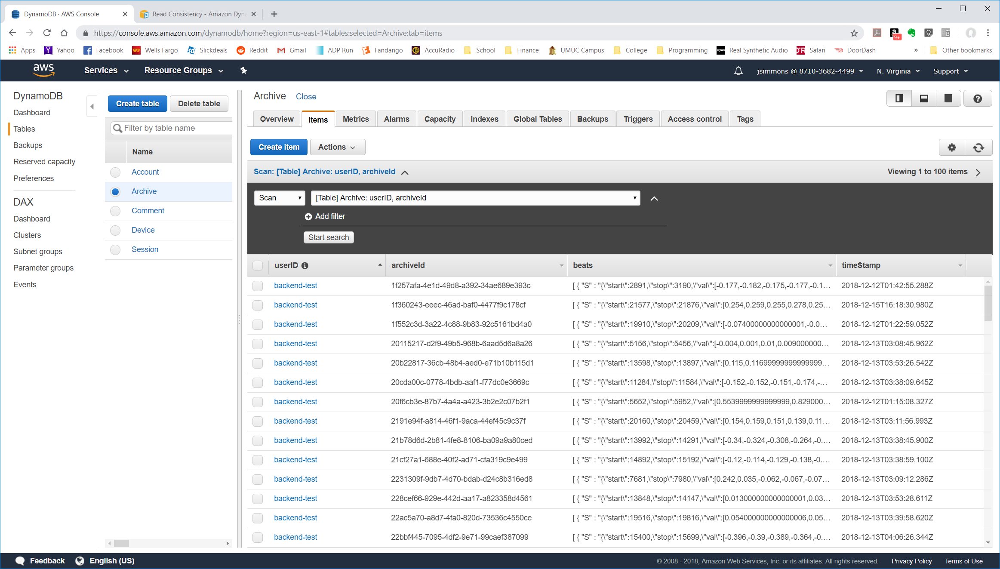 DynamoDB · AWS Console
Read Consistency - Amazon Dyn
https://console.aws.amazon.com/dynamodb/home?region=us-east-1#tables:selected=Archive;tab=items
9+
Apps Yahoo Facebook Wells Fargo Slickdeals Reddit Gmail ADP Run Fandango AccuRadio School Finance UMUC Campus College Programming Real Synthetic Audio Safari DoorDash » Other bookmarks
aws Services Resource Groups jsimmons @ 8710-3682-4499 N. Virginia Support
DynamoDB
Dashboard
Tables
Backups
Reserved capacity
Preferences
DAX
Dashboard
Clusters
Subnet groups
Parameter groups
Events
Create table Delete table
Filter by table name
Name
Account
Archive
Comment
Device
Session
Archive Close
Overview Items Metrics Alarms Capacity Indexes Global Tables Backups Triggers Access control Tags
Create item Actions
Scan: [Table] Archive: userID, archiveId Viewing 1 to 100 items
Scan [Table] Archive: userID, archiveId
Add filter
Start search
userID archiveId beats timeStamp
backend-test 1f257afa-4e1d-49d8-a392-34ae689e393c [ { "S" : "{\"start\":2891,\"stop\":3190,\"val\":[-0.177,-0.182,-0.175,-0.177,-0.1… 2018-12-12T01:42:55.288Z
backend-test 1f360243-eeec-46ad-baf0-4477f9c178cf [ { "S" : "{\"start\":21577,\"stop\":21876,\"val\":[0.254,0.259,0.255,0.278,0.25… 2018-12-15T16:18:30.980Z
backend-test 1f552c3d-3a22-4c88-9b83-92c5161bd4a0 [ { "S" : "{\"start\":19910,\"stop\":20209,\"val\":[-0.07400000000000001,-0.0… 2018-12-12T01:22:59.052Z
backend-test 20115217-d2f9-49b5-968b-6aad5d6a8a26 [ { "S" : "{\"start\":5156,\"stop\":5456,\"val\":[-0.004,0.001,0.01,0.009000000… 2018-12-13T03:08:45.962Z
backend-test 20b22817-36cb-48b4-aed0-e71b10b115d1 [ { "S" : "{\"start\":13598,\"stop\":13897,\"val\":[0.115,0.11699999999999999… 2018-12-13T03:53:26.542Z
backend-test 20cda00c-0778-4bdb-aaf1-f77dc0e3669c [ { "S" : "{\"start\":11284,\"stop\":11584,\"val\":[-0.152,-0.152,-0.151,-0.174,-… 2018-12-13T03:38:09.645Z
backend-test 20f6cb3e-87b7-4a4a-a423-3b2e2c07b2f1 [ { "S" : "{\"start\":5652,\"stop\":5952,\"val\":[0.5539999999999999,0.829000… 2018-12-12T01:15:08.327Z
backend-test 2191e94f-a814-46f1-9aca-44ef45c9c37f [ { "S" : "{\"start\":20160,\"stop\":20459,\"val\":[0.154,0.159,0.151,0.139,0.11… 2018-12-13T03:11:56.993Z
backend-test 21b78d6d-2b81-4fe8-8106-ba09a9a80ced [ { "S" : "{\"start\":13992,\"stop\":14291,\"val\":[-0.34,-0.324,-0.308,-0.264,-0.… 2018-12-13T03:38:45.900Z
backend-test 21cf27a1-688e-40f2-ad71-cfa319c9e499 [ { "S" : "{\"start\":14892,\"stop\":15192,\"val\":[-0.12,-0.114,-0.129,-0.138,-0.… 2018-12-13T03:38:59.100Z
backend-test 2231309f-9db7-4d70-bdab-d24c8b316ed8 [ { "S" : "{\"start\":7681,\"stop\":7980,\"val\":[0.242,0.035,-0.062,-0.067,-0.07… 2018-12-13T03:09:12.286Z
backend-test 228cef66-929e-442d-aa17-a823358d4561 [ { "S" : "{\"start\":13848,\"stop\":14147,\"val\":[0.013000000000000001,0.03… 2018-12-13T03:53:28.611Z
backend-test 22ac5a70-a8d7-4fa0-820d-73536c4550ce [ { "S" : "{\"start\":19516,\"stop\":19816,\"val\":[0.054000000000000006,0.05… 2018-12-13T03:39:58.620Z
backend-test 22bbf445-7095-4df2-9e71-99caef387099 [ { "S" : "{\"start\":15400,\"stop\":15699,\"val\":[-0.396,-0.39,-0.389,-0.364,-0.… 2018-12-13T04:06:26.344Z
Feedback English (US) © 2008 - 2018, Amazon Web Services, Inc. or its affiliates. All rights reserved. Privacy Policy Terms of Use